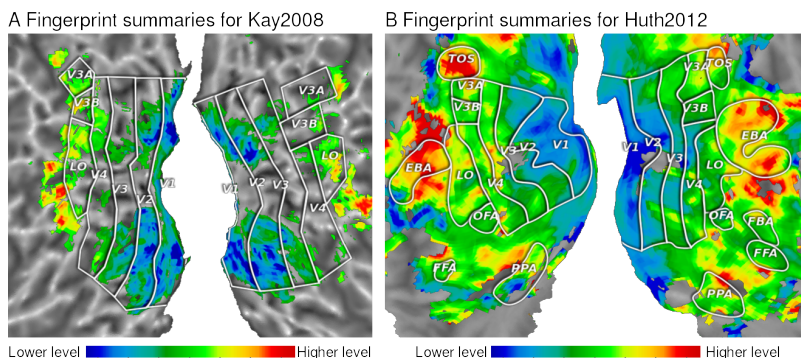 A Fingerprint summaries for Kay2008
V3A
V3B
LO
V4
V3
V2
V1
V1
V2
V3
V4
V3A
V3B
LO
Lower level
Higher level
B Fingerprint summaries for Huth2012
TOS
V3A
V3B
EBA
LO
V4
V3
V2
V1
OFA
FFA
PPA
V1
V2
V3
V4
V3A
TOS
V3B
LO
EBA
OFA
FBA
FFA
PPA
Lower level
Higher level